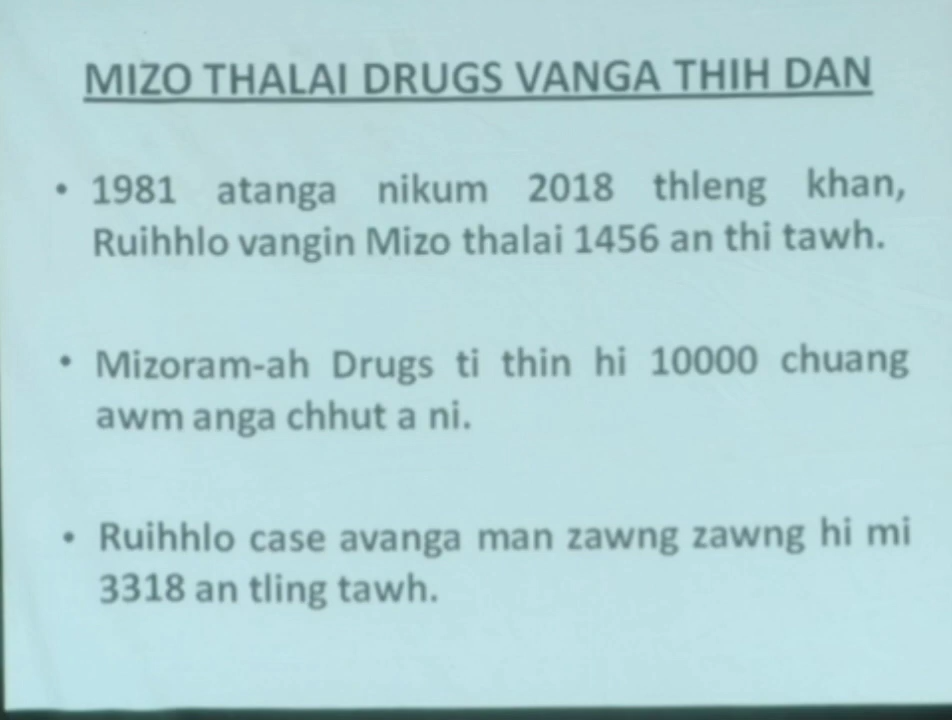 MIZO THALAI DRUGS VANGA THIH DAN
• 1981 atanga nikum 2018 thleng khan,
Ruihhlo vangin Mizo thalai 1456 an thi tawh.
• Mizoram-ah Drugs ti thin hi 10000 chuang
awm anga chhut a ni.
• Ruihhlo case avanga man zawng zawng hi mi
3318 an tling tawh.